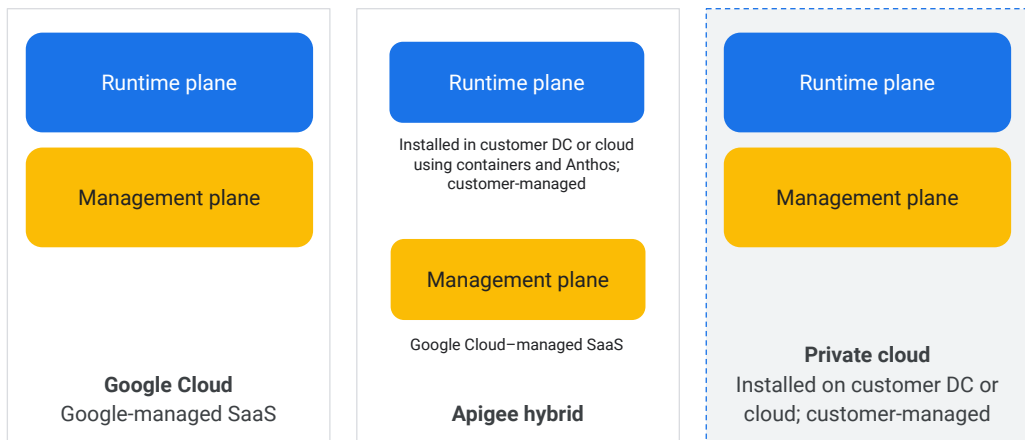 Runtime plane
Management plane
Google Cloud
Google-managed SaaS
Runtime plane
Installed in customer DC or cloud
using containers and Anthos;
customer-managed
Management plane
Google Cloud–managed SaaS
Apigee hybrid
Runtime plane
Management plane
Private cloud
Installed on customer DC or
cloud; customer-managed